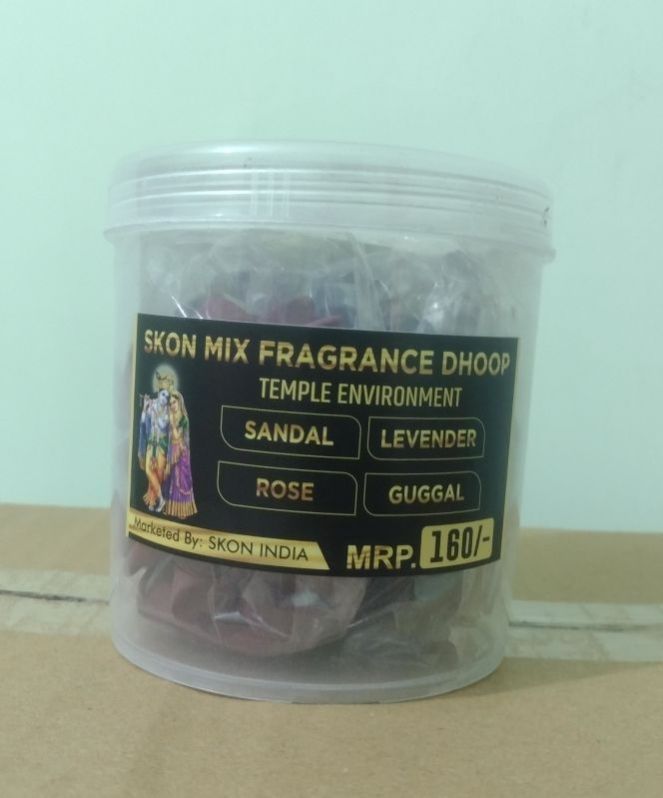 SKON MIX FRAGRANCE DHOOP
TEMPLE ENVIRONMENT
SANDAL
LEVENDER
ROSE
GUGGAL
Marketed By: SKON INDIA
MRP. 160/-